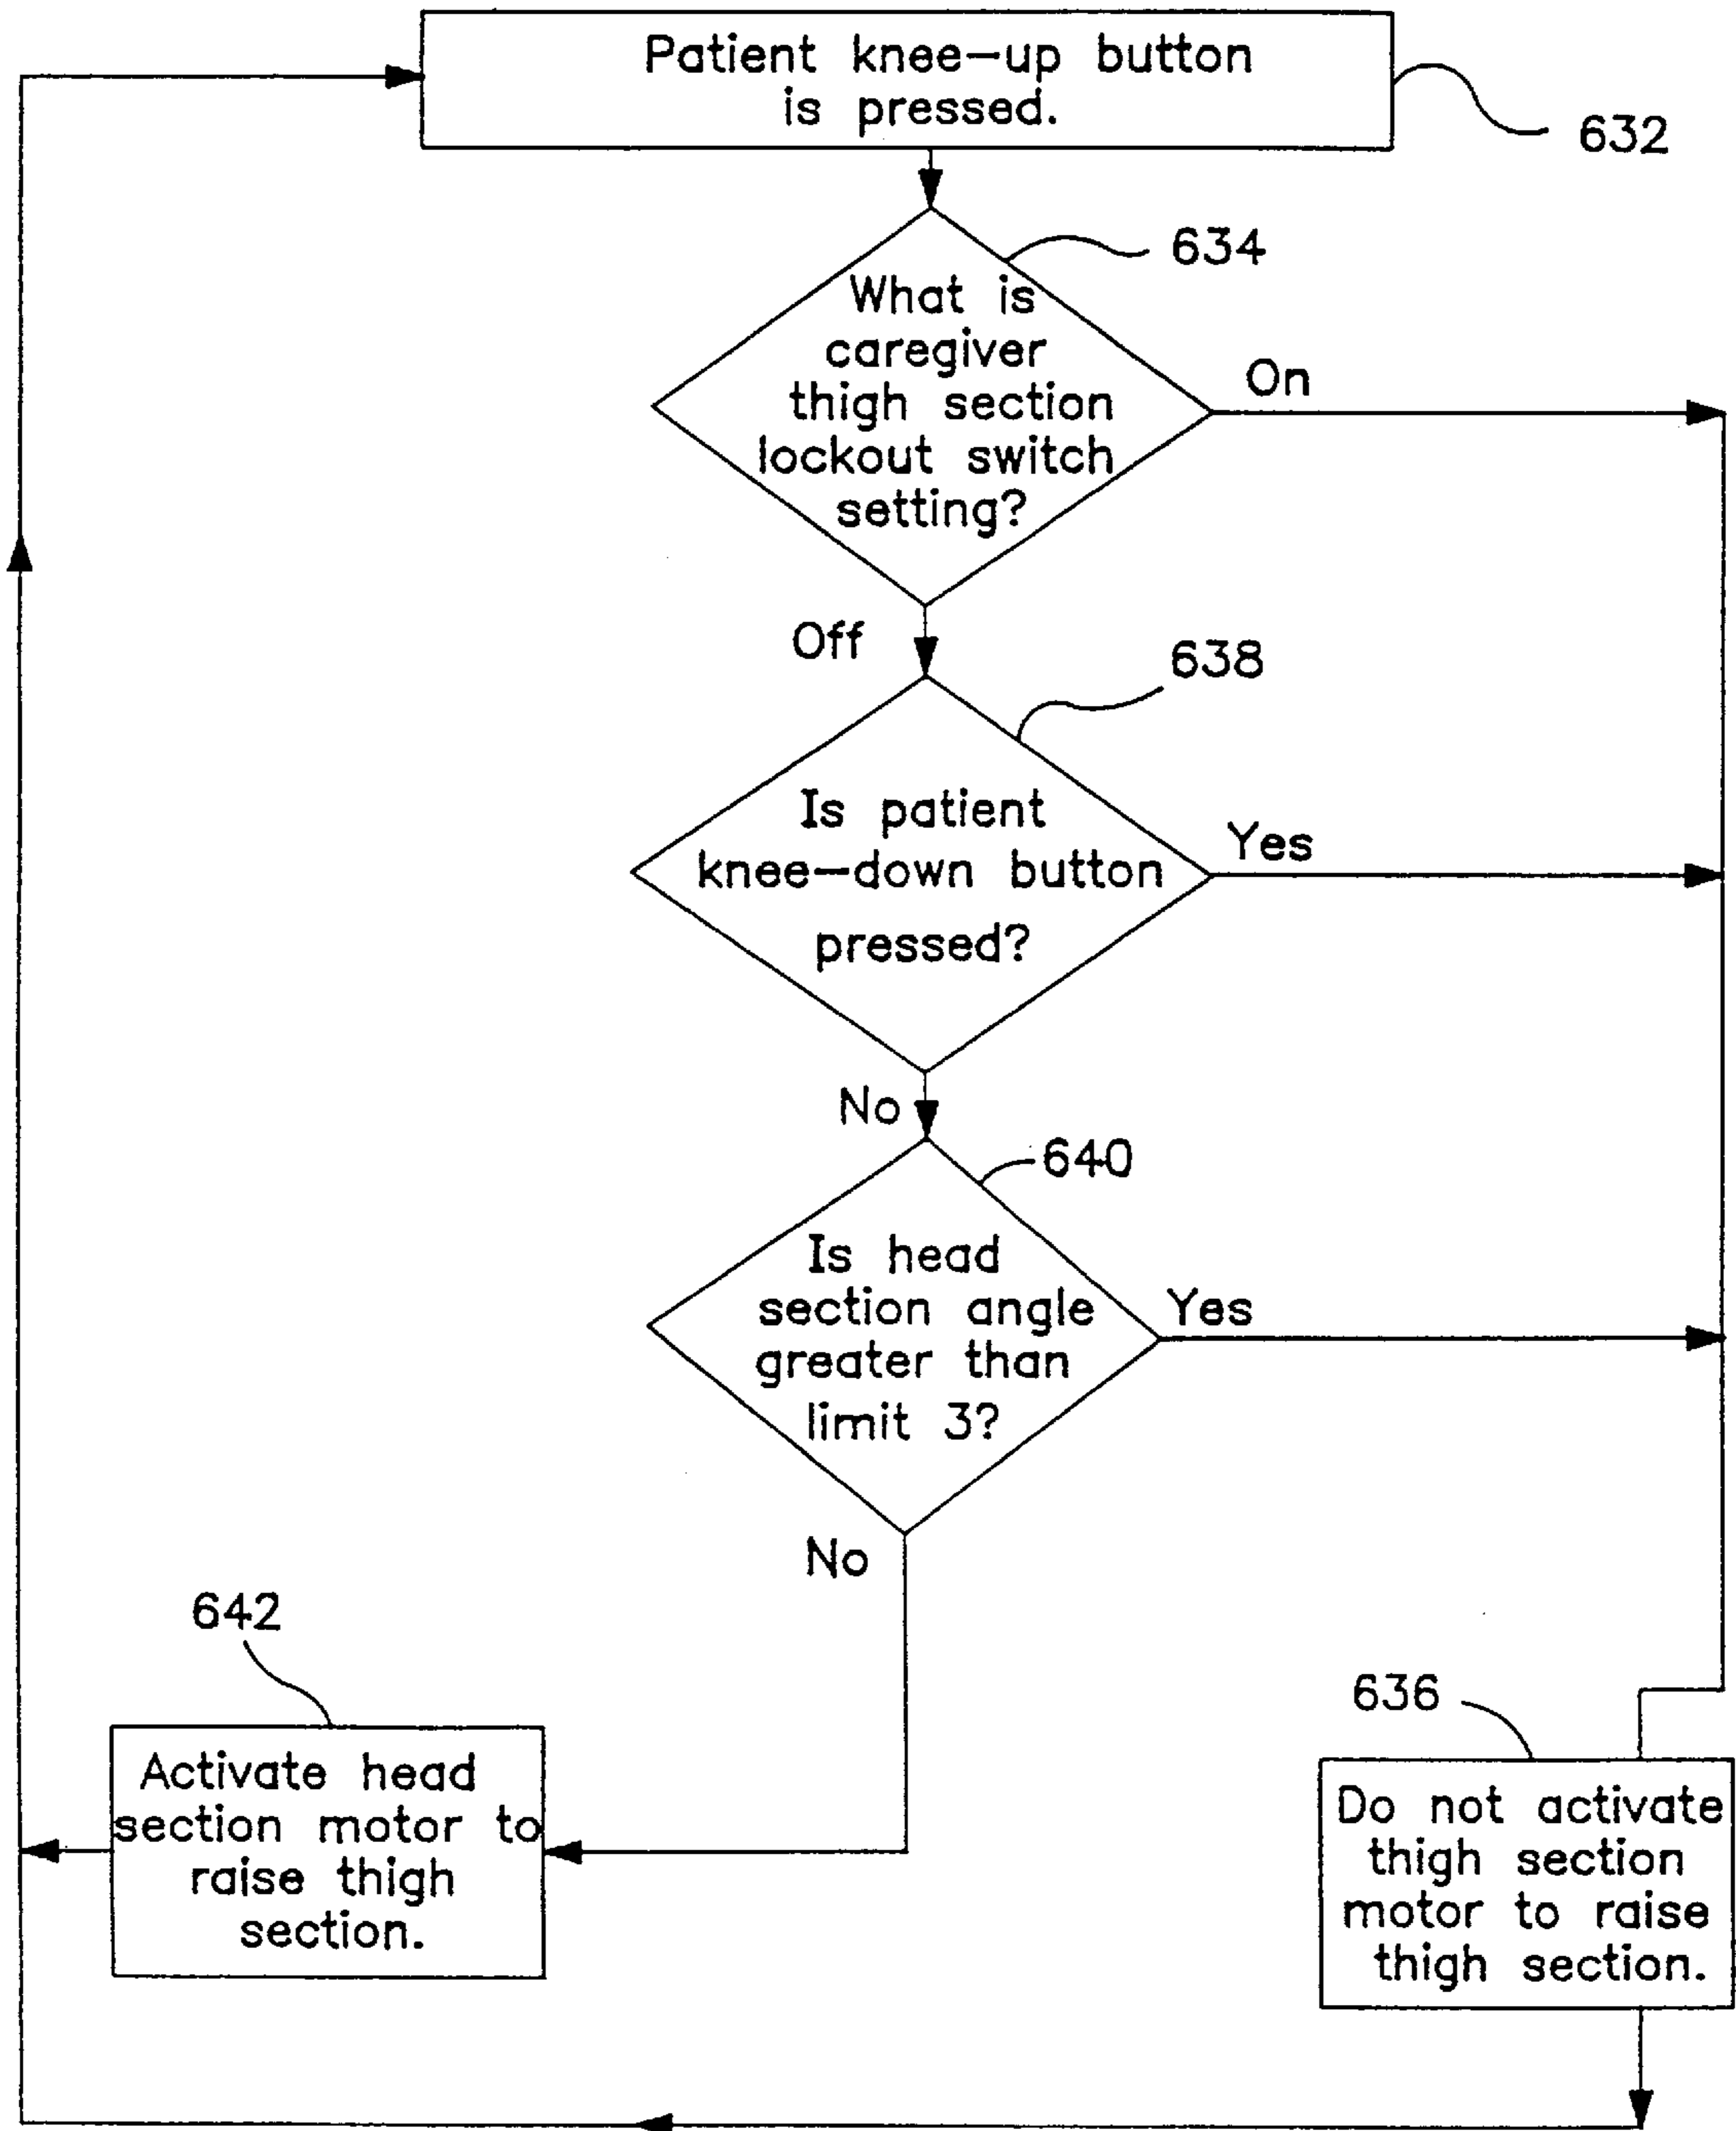 Patient knee-up button
is pressed.
632
634
What is
caregiver
thigh section
lockout switch
setting?
On
Off
638
Is patient
knee-down button
pressed?
Yes
No
640
Is head
section angle
greater than
limit 3?
Yes
No
642
Activate head
section motor to
raise thigh
section.
636
Do not activate
thigh section
motor to raise
thigh section.